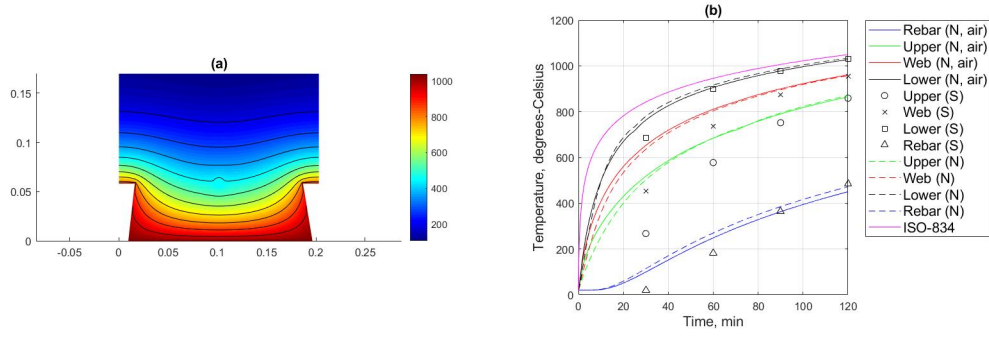 (a)
0.15
0.1
0.05
0
-0.05
0
0.05
0.1
0.15
0.2
0.25
1000
800
600
400
200
(b)
1200
1000
800
600
400
200
0
0
20
40
60
80
100
120
Temperature, degrees-Celsius
Time, min
Rebar (N, air)
Upper (N, air)
Web (N, air)
Lower (N, air)
Upper (S)
Web (S)
Lower (S)
Rebar (S)
Upper (N)
Web (N)
Lower (N)
Rebar (N)
ISO-834